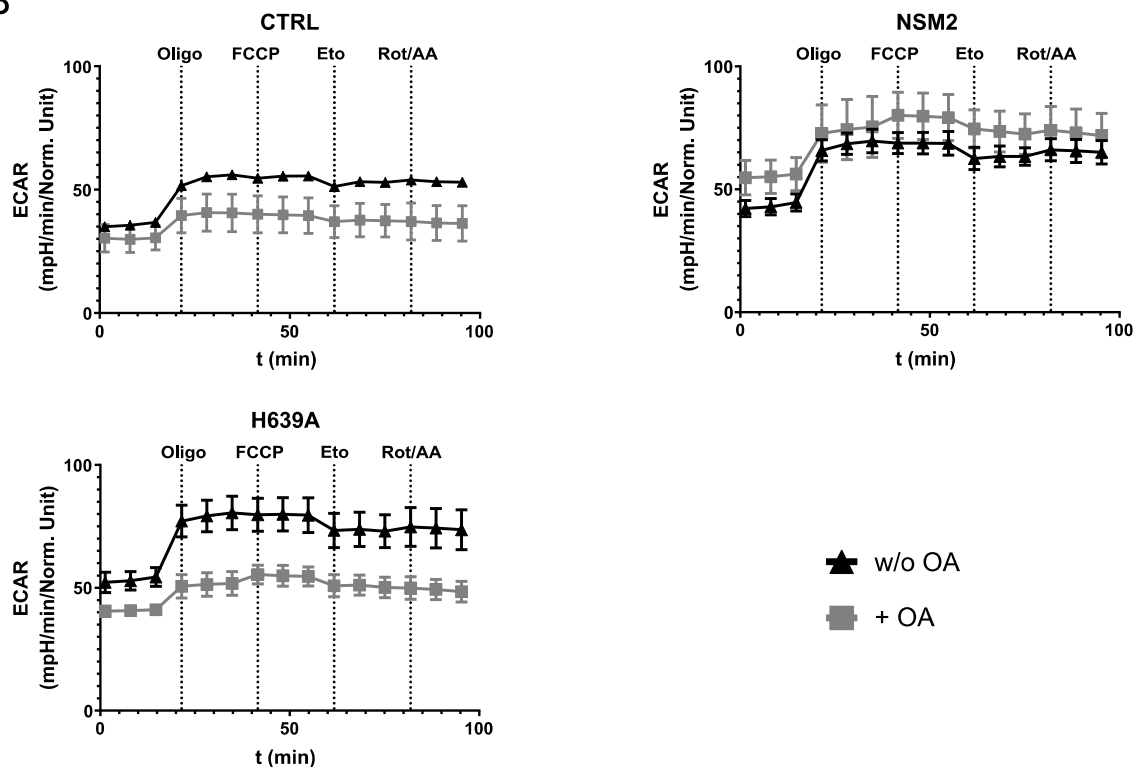 CTRL
Oligo FCCP Eto Rot/AA
100
50
0
ECAR
(mpH/min/Norm. Unit)
0 50 100
t (min)
NSM2
Oligo FCCP Eto Rot/AA
100
50
0
ECAR
(mpH/min/Norm. Unit)
0 50 100
t (min)
H639A
Oligo FCCP Eto Rot/AA
100
50
0
ECAR
(mpH/min/Norm. Unit)
0 50 100
t (min)
w/o OA
+ OA